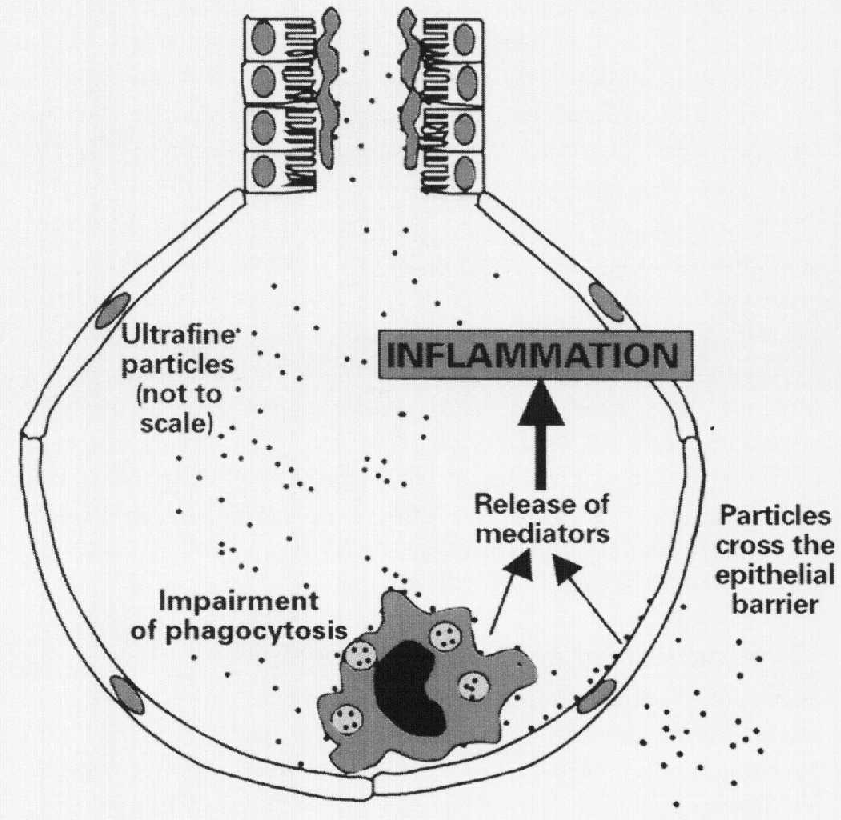 Ultrafine
particles
(not to
scale)
INFLAMMATION
Release of
mediators
Particles
cross the
epithelial
barrier
Impairment
of phagocytosis